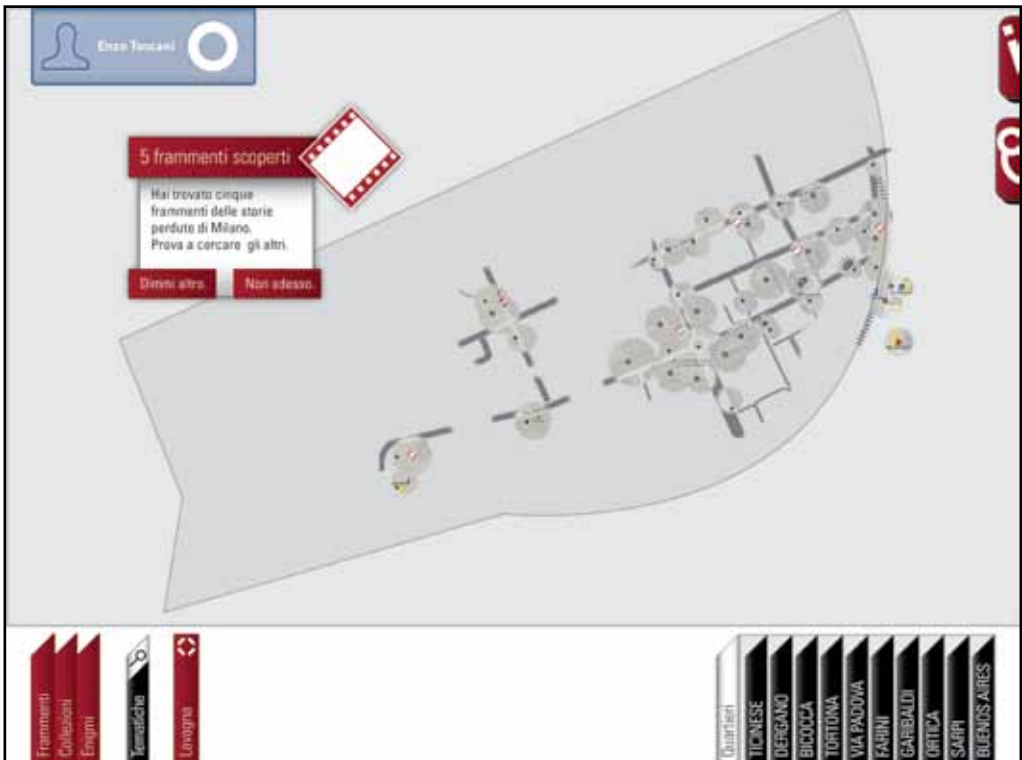 Enzo Toscani
5 frammenti scoperti
Hai trovato cinque
frammenti delle storie
perdute di Milano.
Prova a cercare gli altri.
Dimmi altro
Non adesso
Frammenti
Collezioni
Enigmi
Tematiche
Lavagna
Quartieri
TICINESE
DERGANO
BICOCCA
TORTONA
VIA PADOVA
FARINI
GARIBALDI
ORTICA
SARPI
BUENOS AIRES